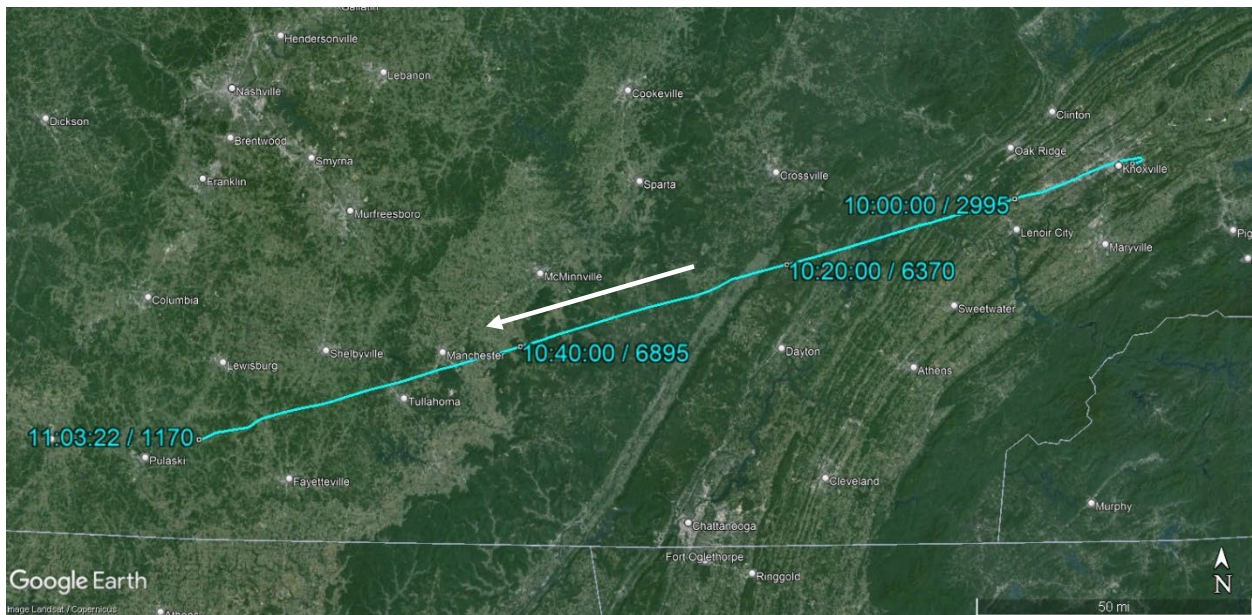 Gallatin
Hendersonville
Lebanon
Nashville
Cookeville
Dickson
Clinton
Brentwood
Oak Ridge
Smyrna
Knoxville
Crossville
Franklin
Sparta
10:00:00 / 2995
Murfreesboro
Lenoir City
Pig
Maryville
10:20:00 / 6370
McMinnville
Columbia
Sweetwater
Shelbyville
Manchester
10:40:00 / 6895
Dayton
Lewisburg
Athens
Tullahoma
11:03:22 / 1170
Pulaski
Fayetteville
Cleveland
Murphy
Chattanooga
Fort Oglethorpe
Ringgold
Google Earth
N
Image Landsat / Copernicus
Athens
50 mi